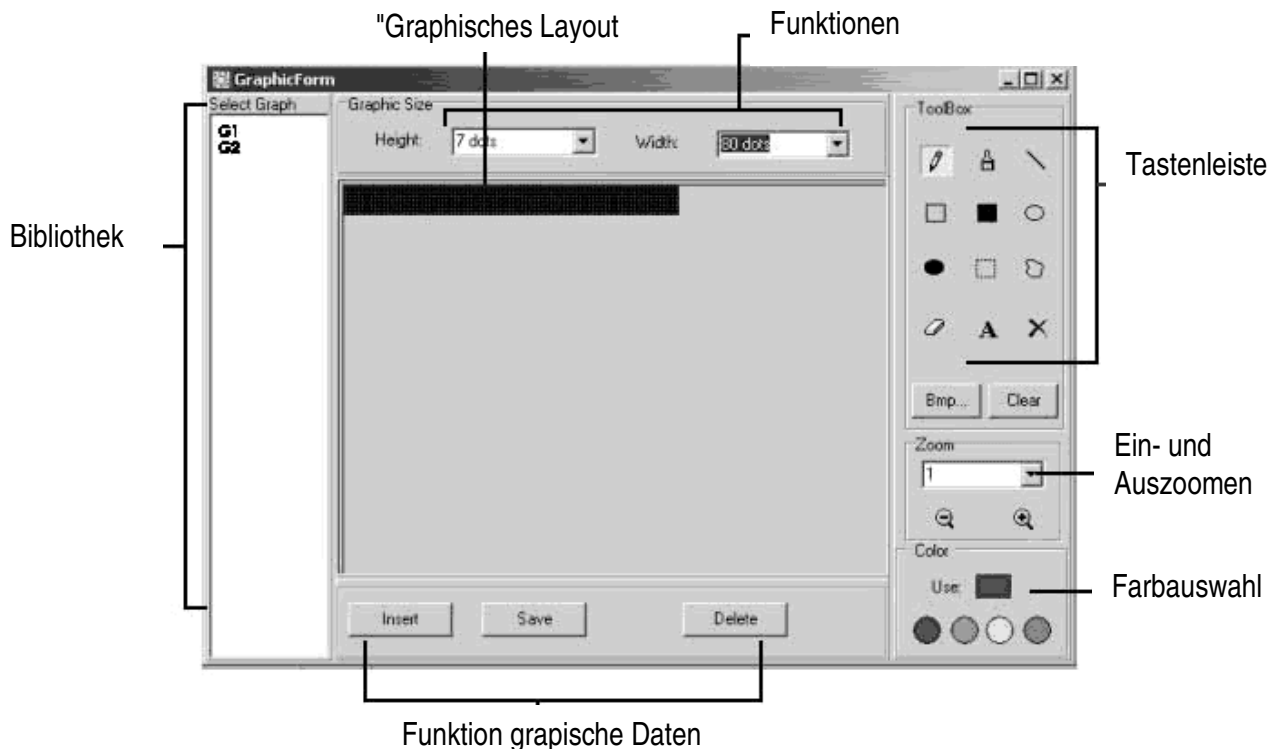 "Graphisches Layout
Funktionen
GraphicForm
Select Graph
G1
G2
Graphic Size
Height:
7 dots
Width:
80 dots
ToolBox
A
Bmp...
Clear
Zoom
1
Color
Use:
Insert
Save
Delete
Bibliothek
Tastenleiste
Ein- und
Auszoomen
Farbauswahl
Funktion grapische Daten